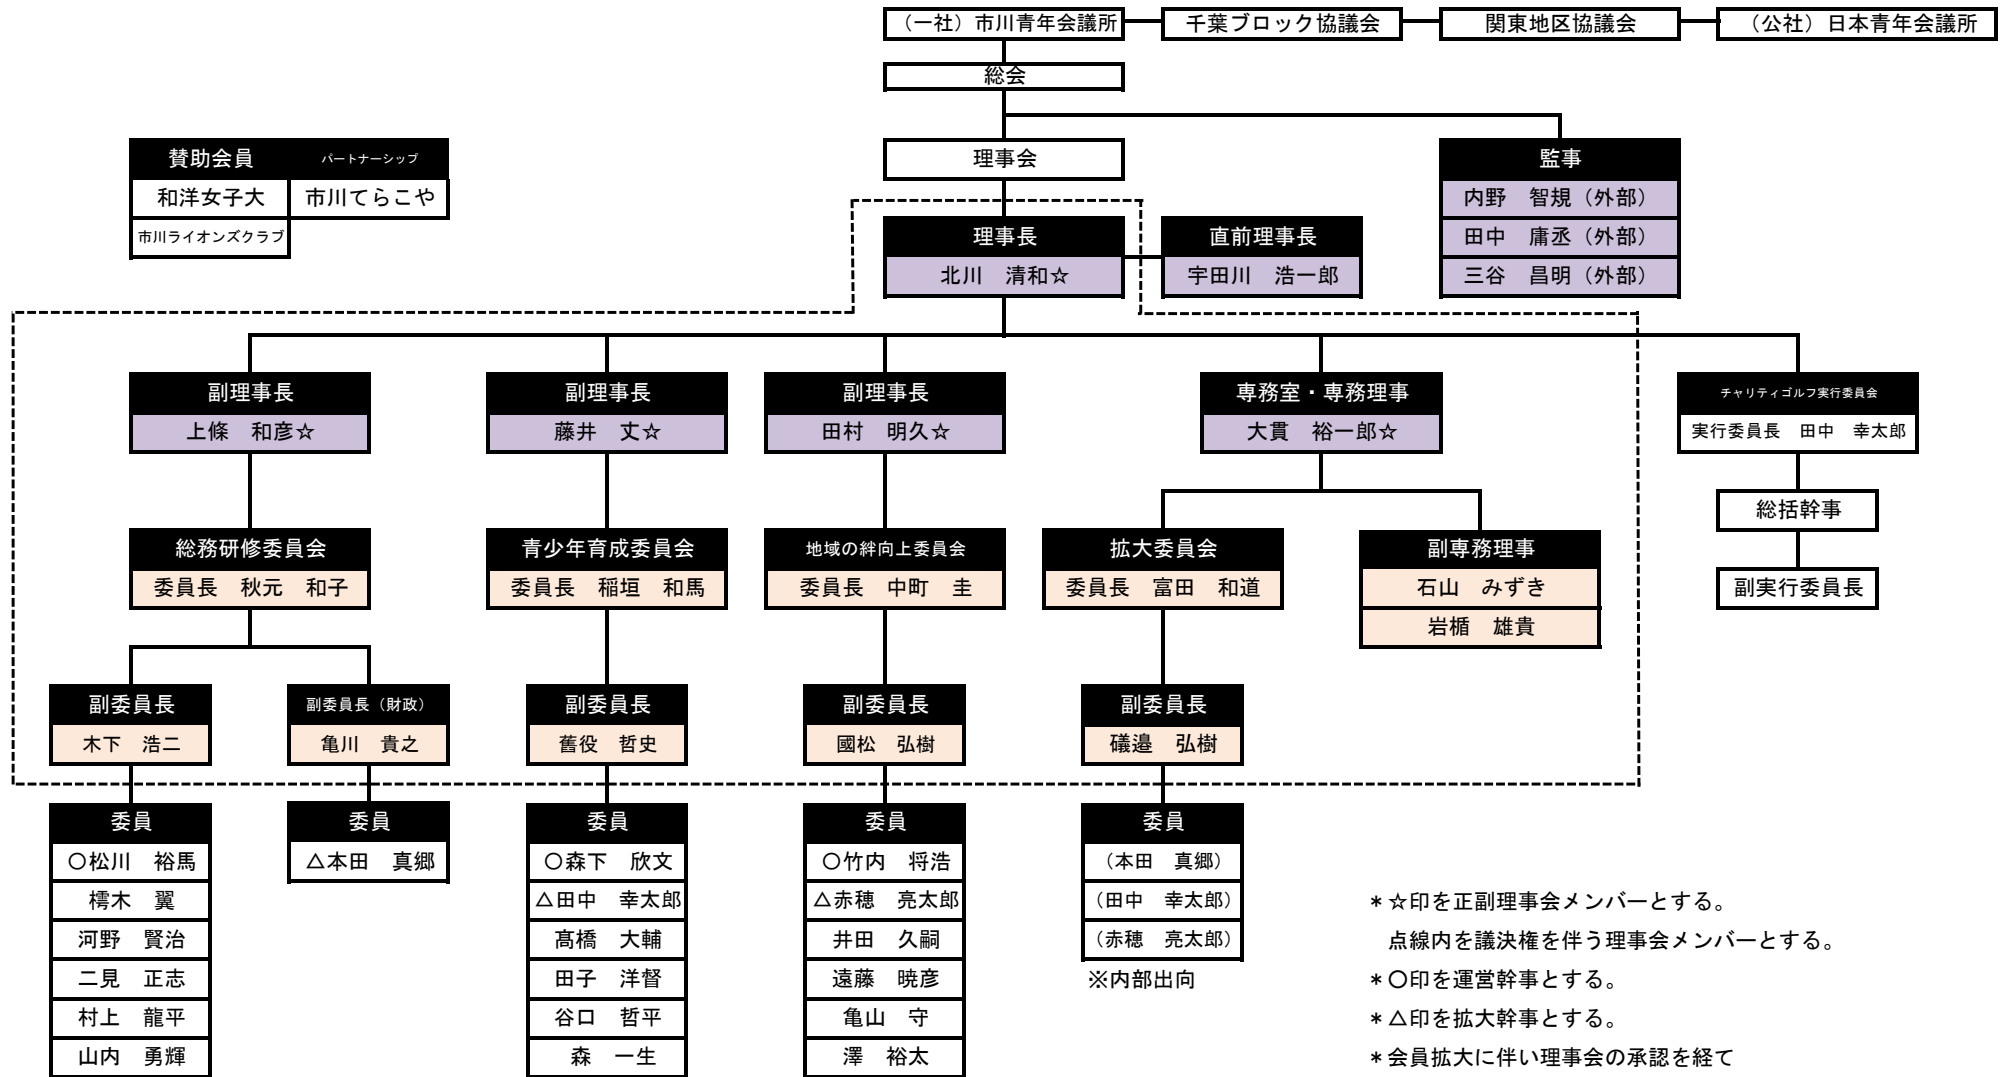 （一社）市川青年会議所
千葉ブロック協議会
関東地区協議会
（公社）日本青年会議所
総会
賛助会員
パートナーシップ
和洋女子大
市川てらこや
市川ライオンズクラブ
理事会
監事
内野　智規（外部）
田中　庸丞（外部）
三谷　昌明（外部）
理事長
北川　清和☆
直前理事長
宇田川　浩一郎
副理事長
上條　和彦☆
副理事長
藤井　丈☆
副理事長
田村　明久☆
専務室・専務理事
大貫　裕一郎☆
チャリティゴルフ実行委員会
実行委員長　田中　幸太郎
総括幹事
副実行委員長
総務研修委員会
委員長　秋元　和子
青少年育成委員会
委員長　稲垣　和馬
地域の絆向上委員会
委員長　中町　圭
拡大委員会
委員長　富田　和道
副専務理事
石山　みずき
岩楯　雄貴
副委員長
木下　浩二
副委員長（財政）
亀川　貴之
副委員長
舊役　哲史
副委員長
國松　弘樹
副委員長
礒邉　弘樹
委員
〇松川　裕馬
樗木　翼
河野　賢治
二見　正志
村上　龍平
山内　勇輝
委員
△本田　真郷
委員
〇森下　欣文
△田中　幸太郎
髙橋　大輔
田子　洋督
谷口　哲平
森　一生
委員
〇竹内　将浩
△赤穂　亮太郎
井田　久嗣
遠藤　暁彦
亀山　守
澤　裕太
委員
（本田　真郷）
（田中　幸太郎）
（赤穂　亮太郎）
※内部出向
＊☆印を正副理事会メンバーとする。
点線内を議決権を伴う理事会メンバーとする。
＊〇印を運営幹事とする。
＊△印を拡大幹事とする。
＊会員拡大に伴い理事会の承認を経て